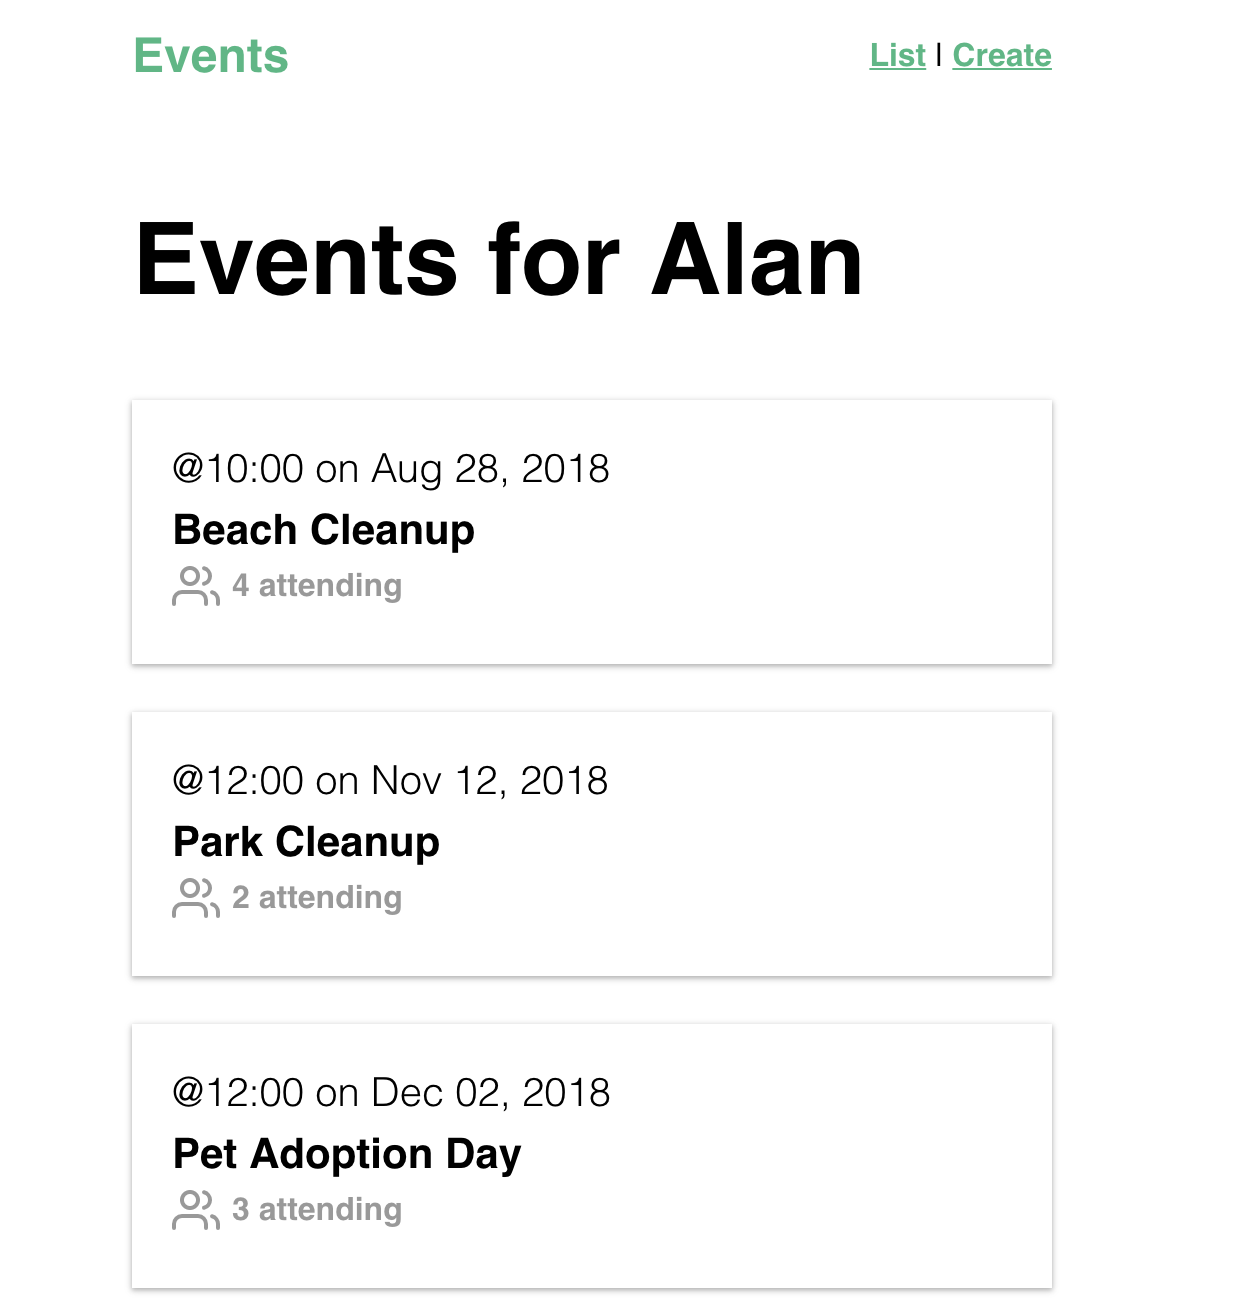 Events
List | Create
Events for Alan
@10:00 on Aug 28, 2018
Beach Cleanup
4 attending
@12:00 on Nov 12, 2018
Park Cleanup
2 attending
@12:00 on Dec 02, 2018
Pet Adoption Day
3 attending